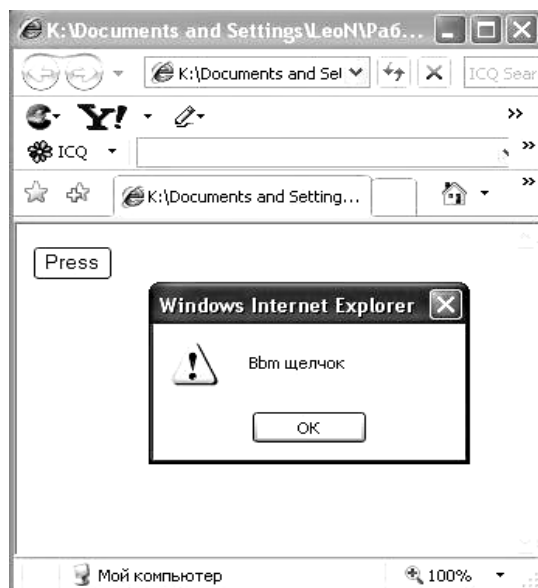 K:\Documents and Settings\LeoN\Раб...
K:\Documents and Set
ICQ Sear
Y!
ICQ
K:\Documents and Setting...
Press
Windows Internet Explorer
Bbm щелчок
OK
Мой компьютер
100%